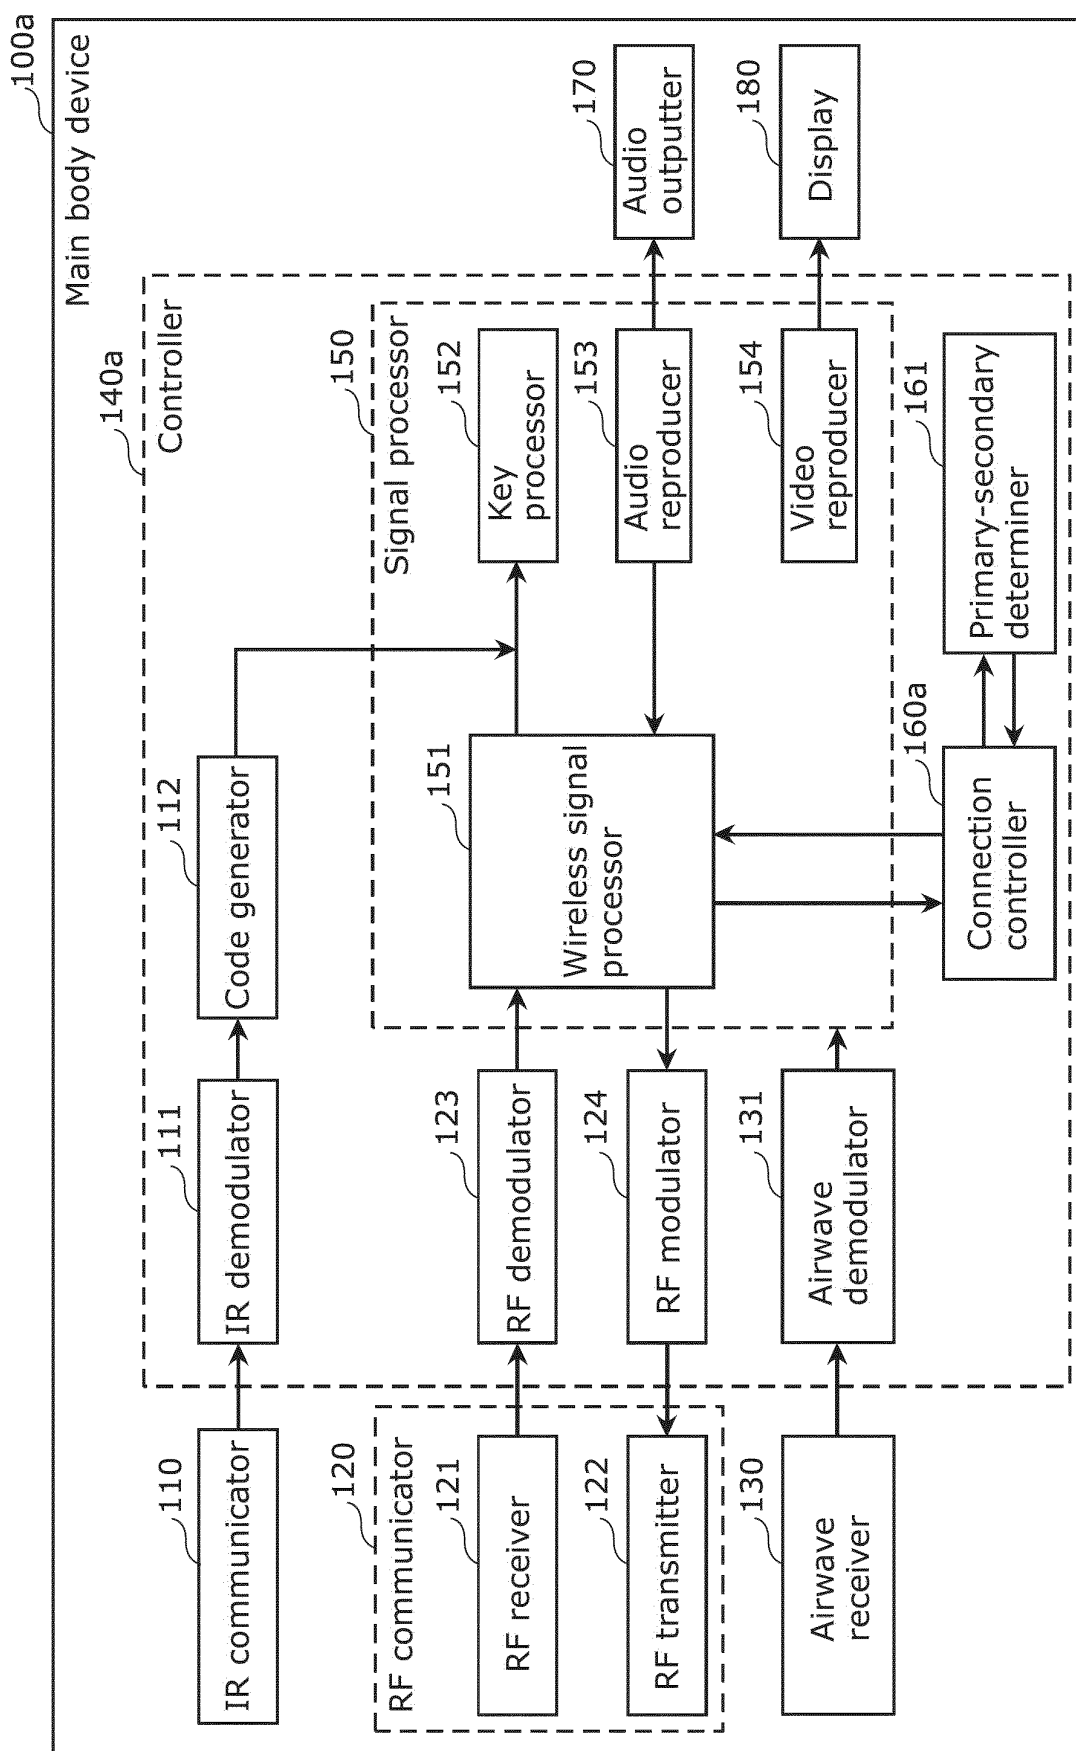 100a
Main body device
140a
Controller
110
IR communicator
111
IR demodulator
112
Code generator
120
RF communicator
121
RF receiver
122
RF transmitter
123
RF demodulator
124
RF modulator
130
Airwave
receiver
131
Airwave
demodulator
150
Signal processor
151
Wireless signal
processor
152
Key
processor
153
Audio
reproducer
154
Video
reproducer
160a
Connection
controller
161
Primary-secondary
determiner
170
Audio
outputter
180
Display